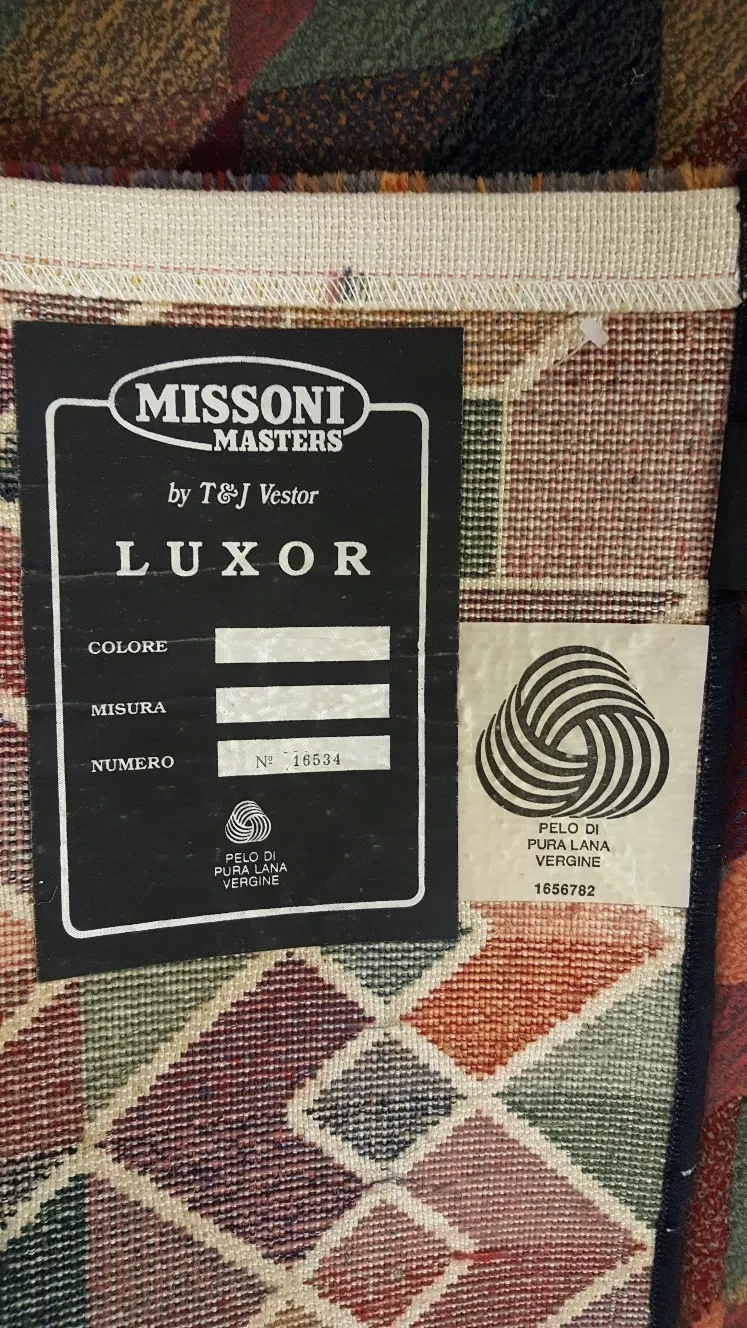 MISSONI
MASTERS
by T&J Vestor
LUXOR
COLORE
MISURA
NUMERO Nº 16534
PELO DI
PURA LANA
VERGINE
PELO DI
PURA LANA
VERGINE
1656782